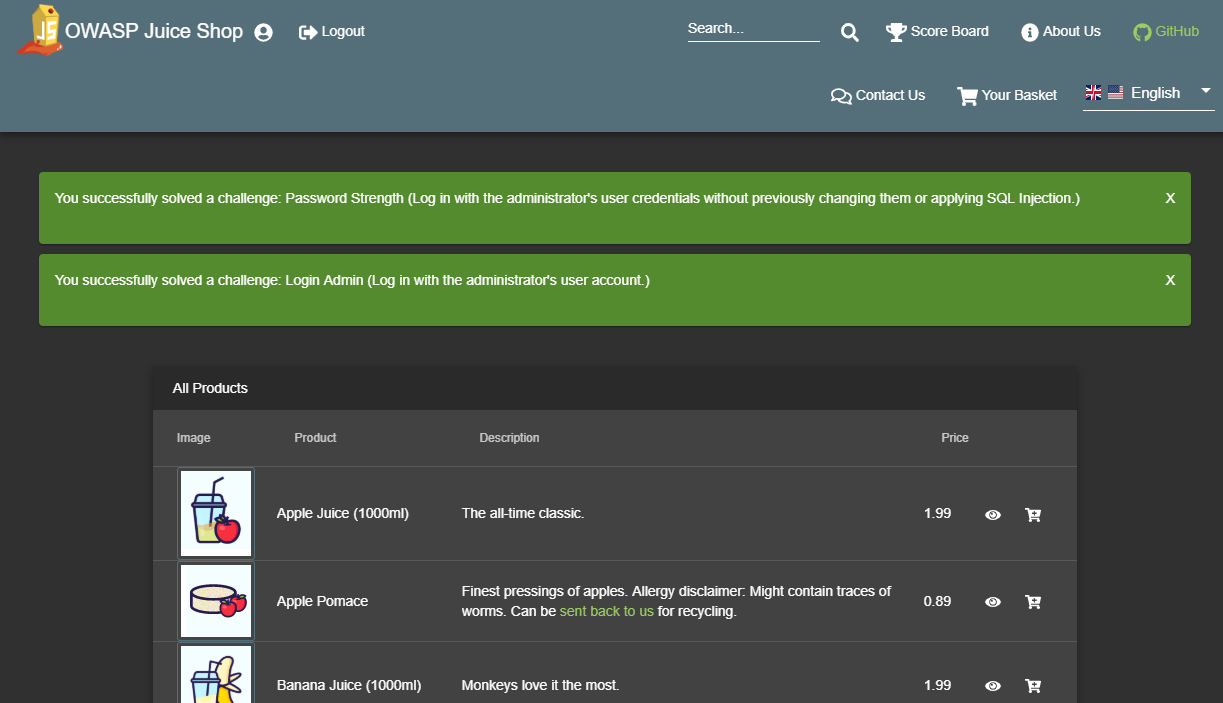 OWASP Juice Shop Logout Search... Score Board About Us GitHub
Contact Us Your Basket English
You successfully solved a challenge: Password Strength (Log in with the administrator's user credentials without previously changing them or applying SQL Injection.) X
You successfully solved a challenge: Login Admin (Log in with the administrator's user account.) X
All Products
Image Product Description Price
Apple Juice (1000ml) The all-time classic. 1.99
Apple Pomace Finest pressings of apples. Allergy disclaimer: Might contain traces of
worms. Can be sent back to us for recycling. 0.89
Banana Juice (1000ml) Monkeys love it the most. 1.99